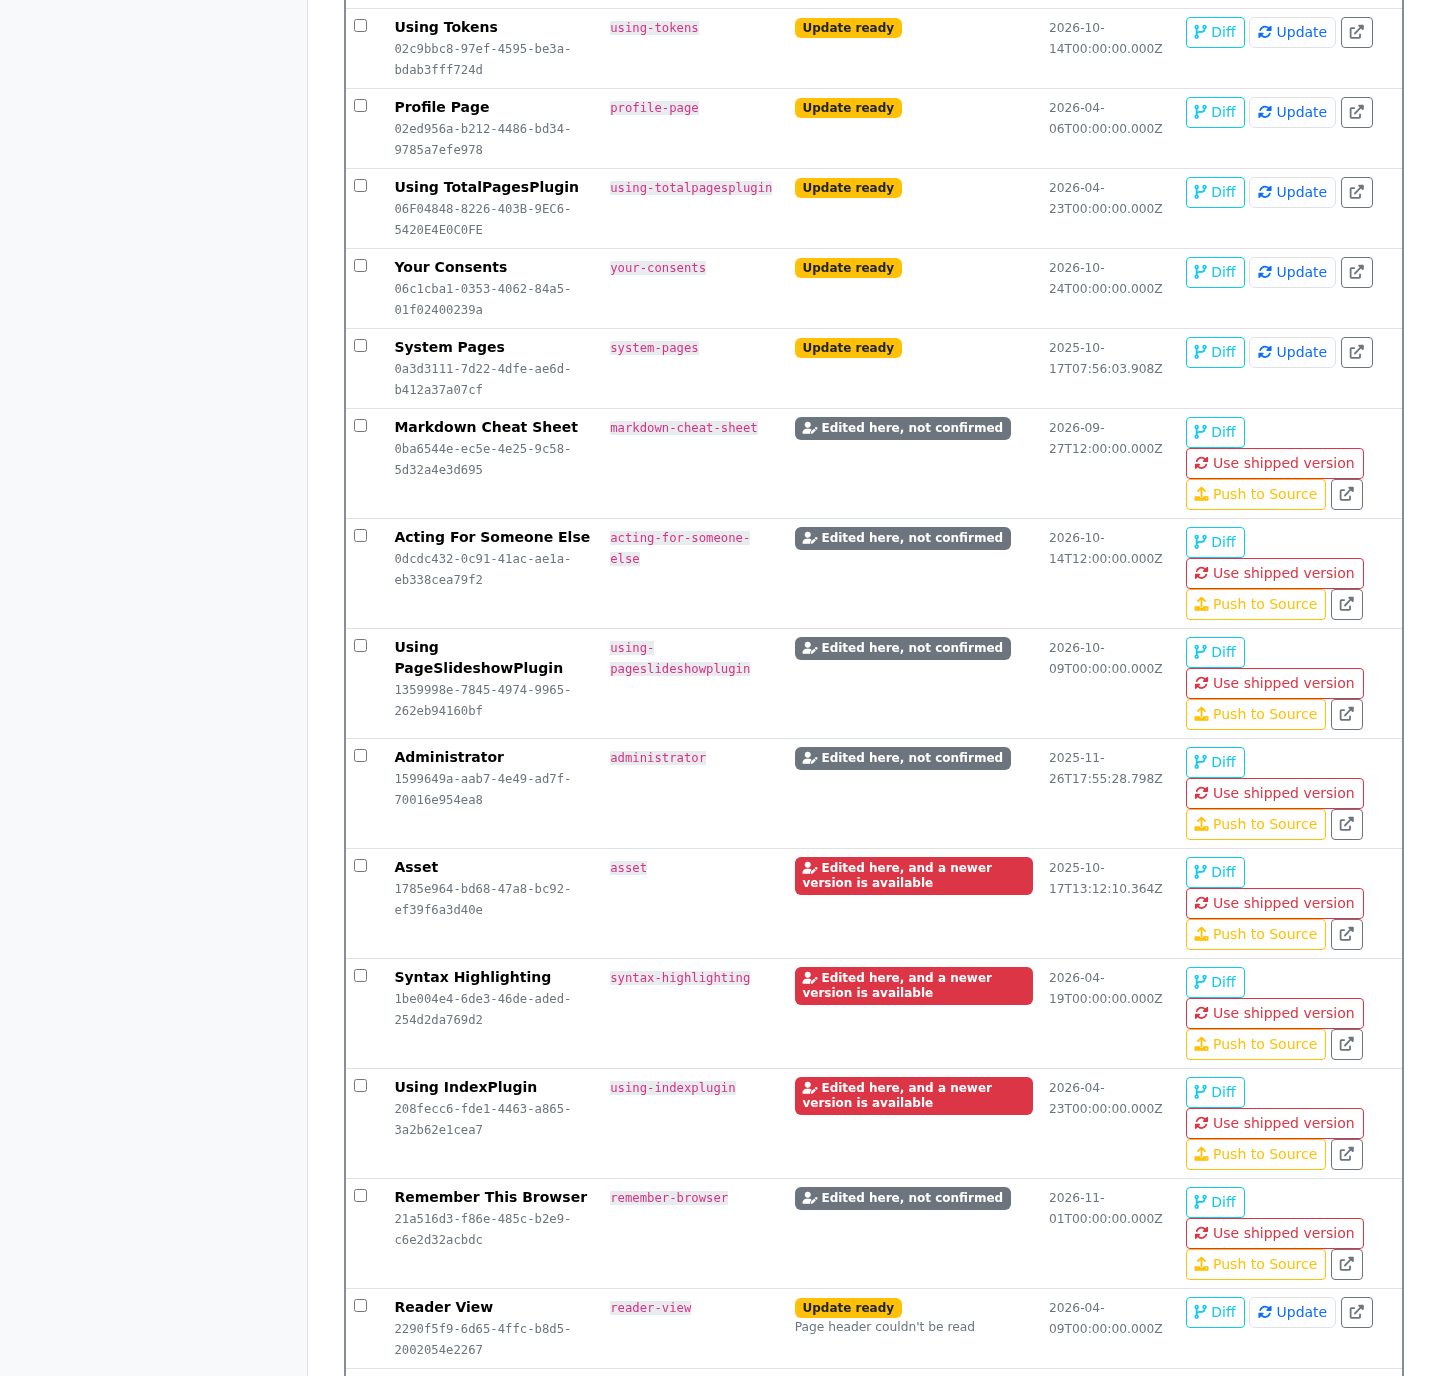 Using Tokens
02c9bbc8-97ef-4595-be3a-
bdab3fff724d
using-tokens
Update ready
2026-10-
14T00:00:00.000Z
Diff
Update
Profile Page
02ed956a-b212-4486-bd34-
9785a7efe978
profile-page
Update ready
2026-04-
06T00:00:00.000Z
Diff
Update
Using TotalPagesPlugin
06F04848-8226-403B-9EC6-
5420E4E0C0FE
using-totalpagesplugin
Update ready
2026-04-
23T00:00:00.000Z
Diff
Update
Your Consents
06c1cba1-0353-4062-84a5-
01f02400239a
your-consents
Update ready
2026-10-
24T00:00:00.000Z
Diff
Update
System Pages
0a3d3111-7d22-4dfe-ae6d-
b412a37a07cf
system-pages
Update ready
2025-10-
17T07:56:03.908Z
Diff
Update
Markdown Cheat Sheet
0ba6544e-ec5e-4e25-9c58-
5d32a4e3d695
markdown-cheat-sheet
Edited here, not confirmed
2026-09-
27T12:00:00.000Z
Diff
Use shipped version
Push to Source
Acting For Someone Else
0dcdc432-0c91-41ac-ae1a-
eb338cea79f2
acting-for-someone-
else
Edited here, not confirmed
2026-10-
14T12:00:00.000Z
Diff
Use shipped version
Push to Source
Using
PageSlideshowPlugin
1359998e-7845-4974-9965-
262eb94160bf
using-
pageslideshowplugin
Edited here, not confirmed
2026-10-
09T00:00:00.000Z
Diff
Use shipped version
Push to Source
Administrator
1599649a-aab7-4e49-ad7f-
70016e954ea8
administrator
Edited here, not confirmed
2025-11-
26T17:55:28.798Z
Diff
Use shipped version
Push to Source
Asset
1785e964-bd68-47a8-bc92-
ef39f6a3d40e
asset
Edited here, and a newer
version is available
2025-10-
17T13:12:10.364Z
Diff
Use shipped version
Push to Source
Syntax Highlighting
1be004e4-6de3-46de-aded-
254d2da769d2
syntax-highlighting
Edited here, and a newer
version is available
2026-04-
19T00:00:00.000Z
Diff
Use shipped version
Push to Source
Using IndexPlugin
208fecc6-fde1-4463-a865-
3a2b62e1cea7
using-indexplugin
Edited here, and a newer
version is available
2026-04-
23T00:00:00.000Z
Diff
Use shipped version
Push to Source
Remember This Browser
21a516d3-f86e-485c-b2e9-
c6e2d32acbdc
remember-browser
Edited here, not confirmed
2026-11-
01T00:00:00.000Z
Diff
Use shipped version
Push to Source
Reader View
2290f5f9-6d65-4ffc-b8d5-
2002054e2267
reader-view
Update ready
Page header couldn't be read
2026-04-
09T00:00:00.000Z
Diff
Update